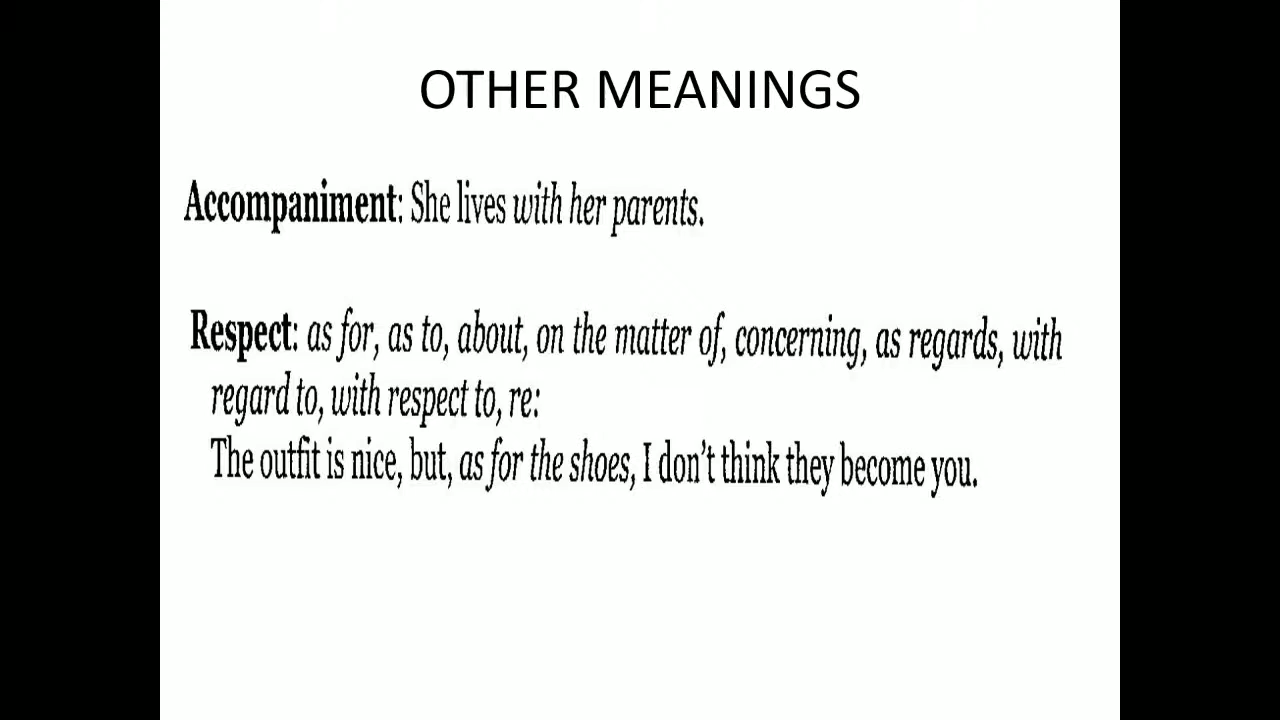 OTHER MEANINGS
Accompaniment: She lives with her parents.
Respect: as for, as to, about, on the matter of, concerning, as regards, with
regard to, with respect to, re:
The outfit is nice, but, as for the shoes, I don't think they become you.